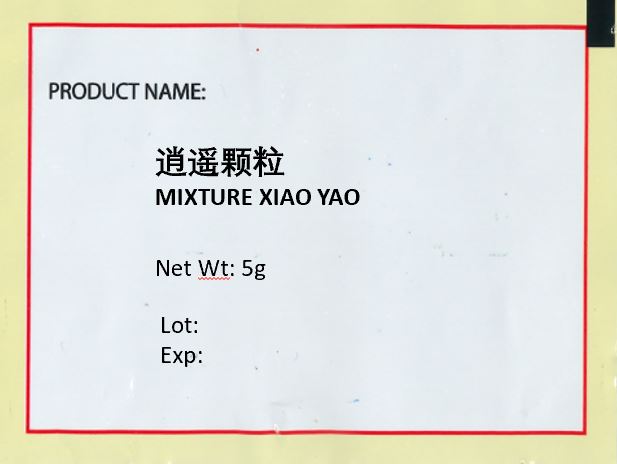 PRODUCT NAME:
逍遥颗粒
MIXTURE XIAO YAO
Net Wt: 5g
Lot:
Exp: